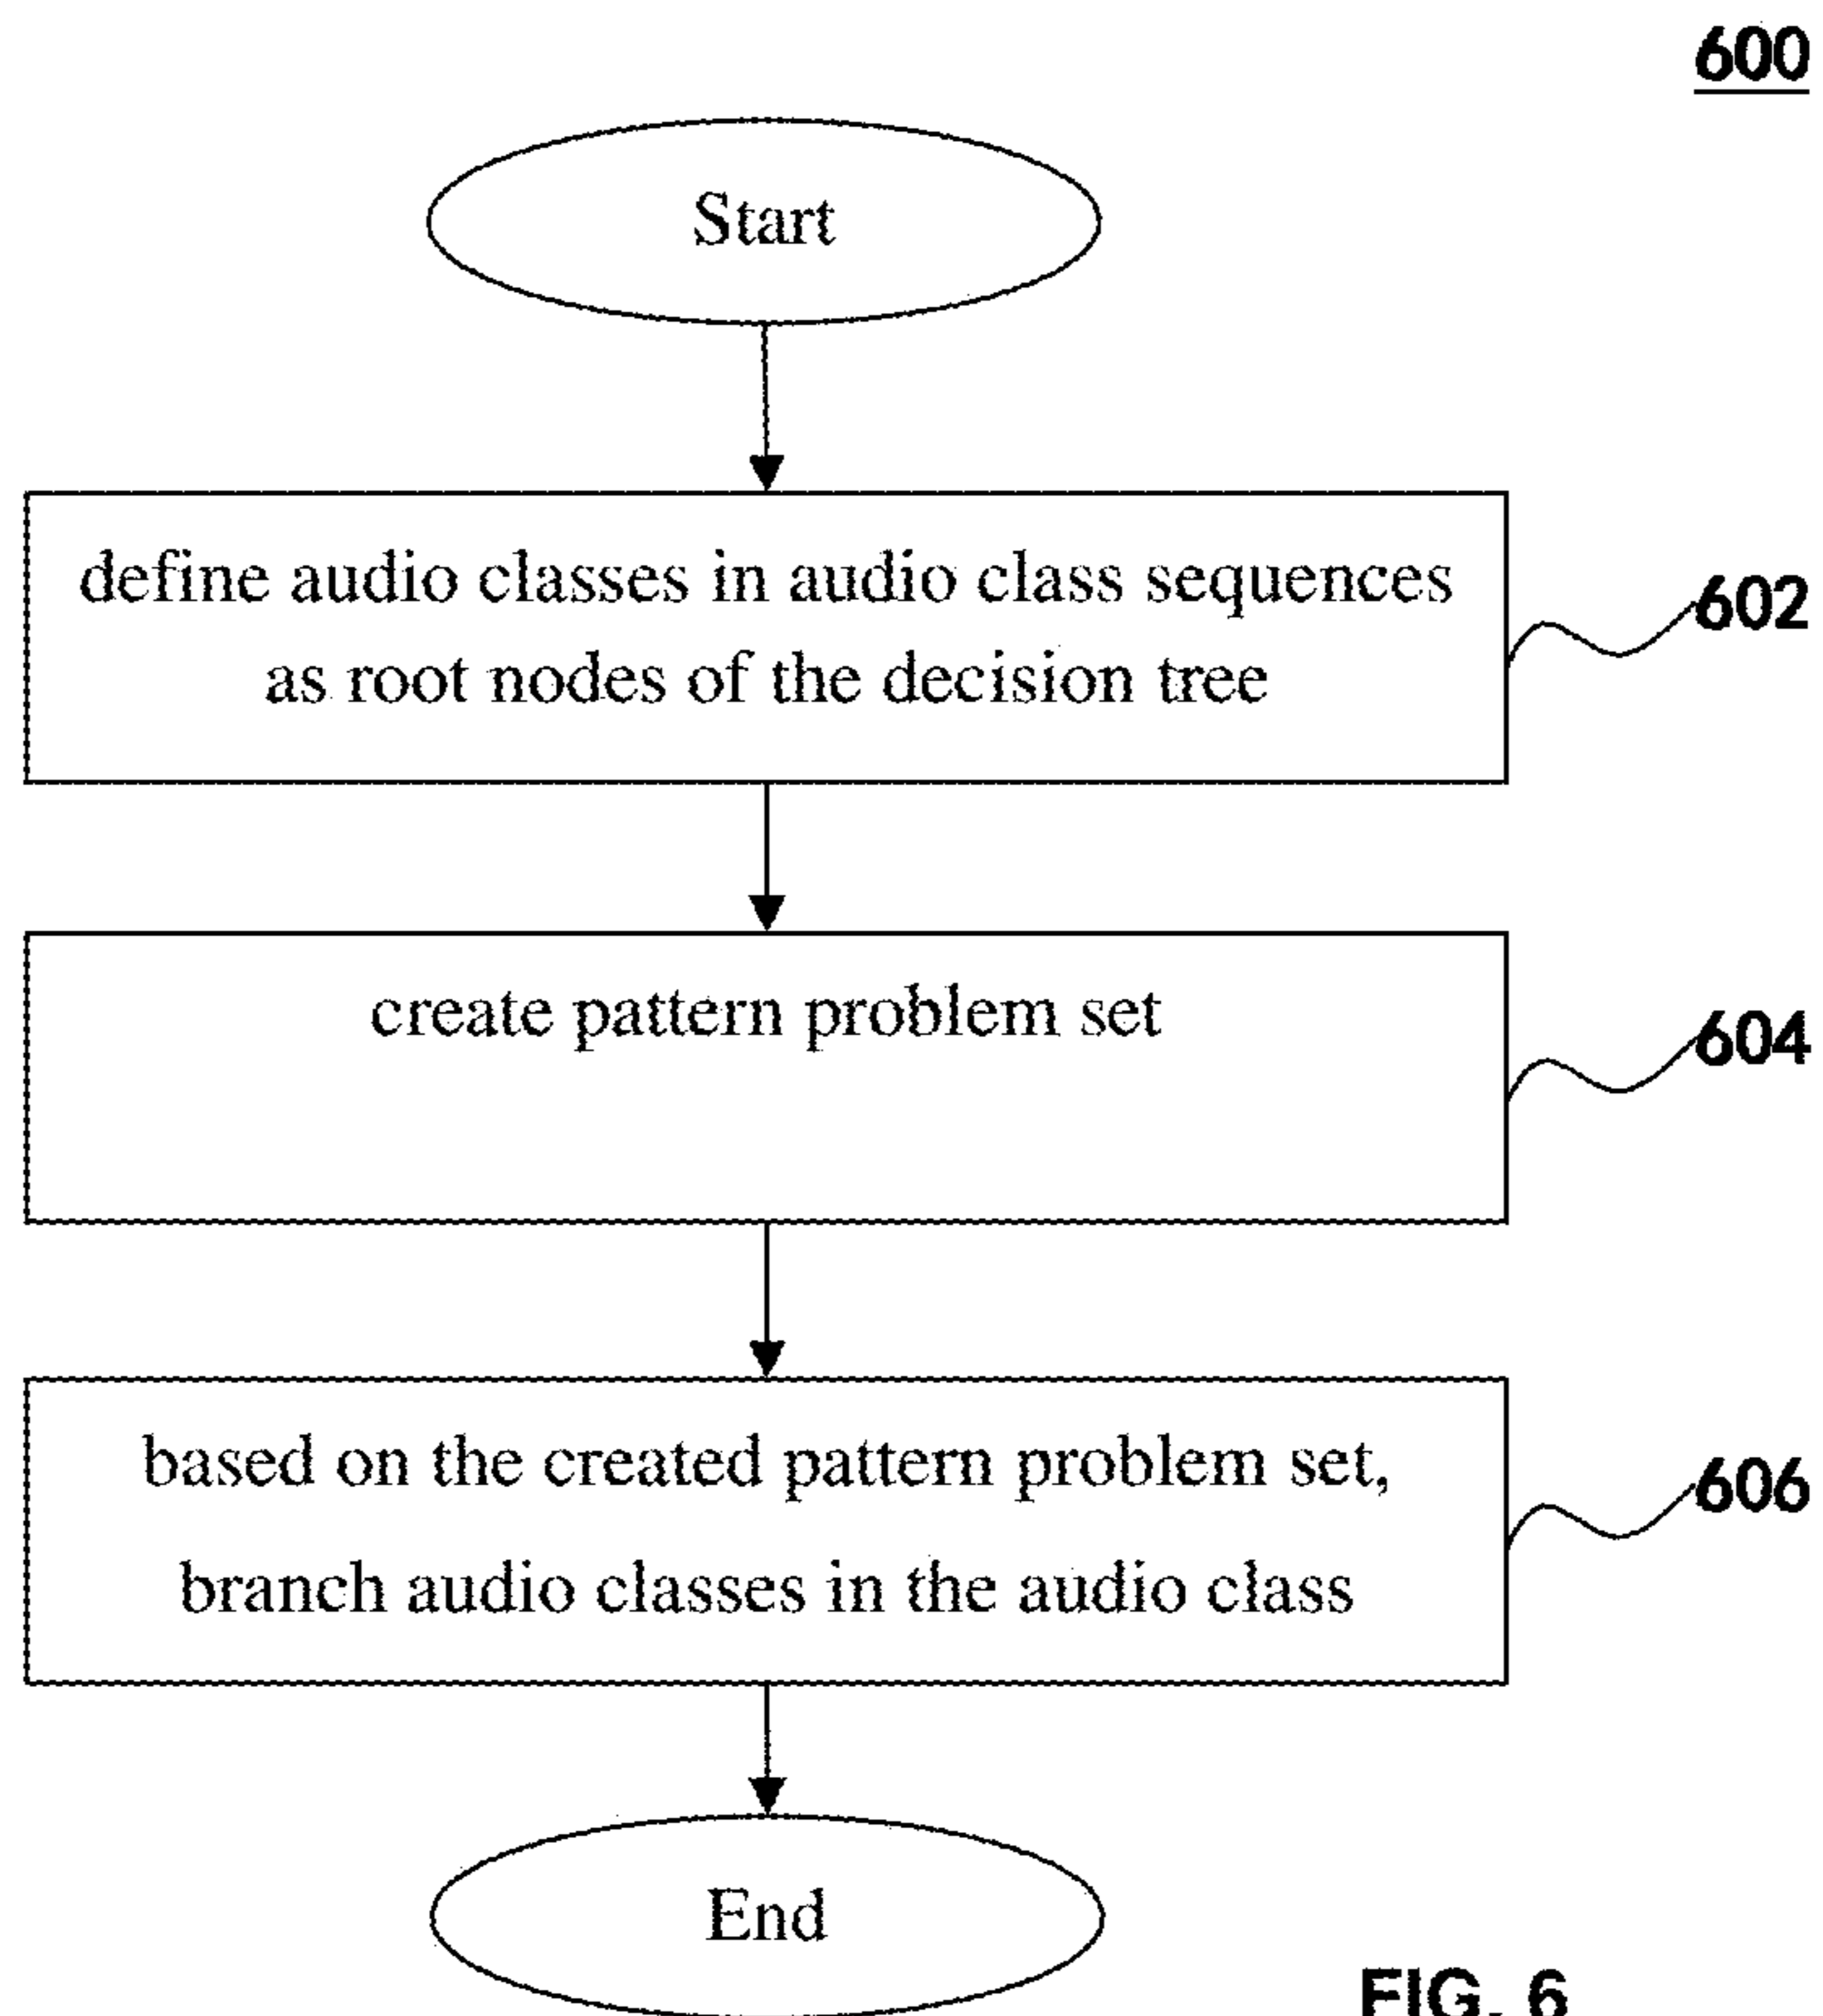 600
Start
define audio classes in audio class sequences
as root nodes of the decision tree
602
create pattern problem set
604
based on the created pattern problem set,
branch audio classes in the audio class
606
End
FIG. 6